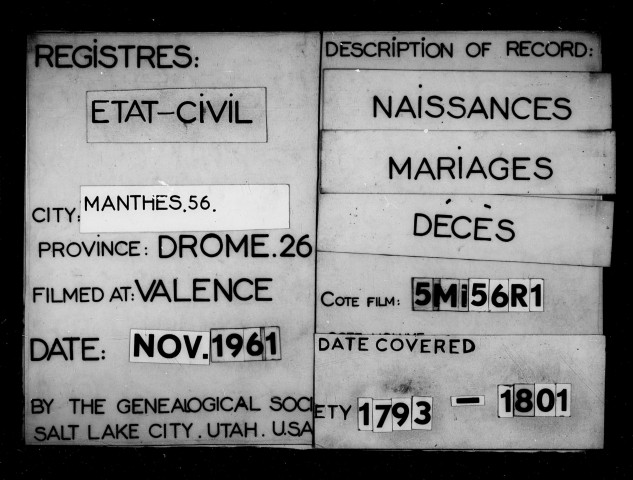 REGISTRES:
ETAT-CIVIL
CITY: MANTHES.56.
PROVINCE: DROME.26
FILMED AT: VALENCE
DATE: NOV. 1961
BY THE GENEALOGICAL SOCIETY
SALT LAKE CITY. UTAH. U.S.A
DESCRIPTION OF RECORD:
NAISSANCES
MARIAGES
DÉCÈS
COTE FILM: 5Mi56R1
DATE COVERED
1793 - 1801